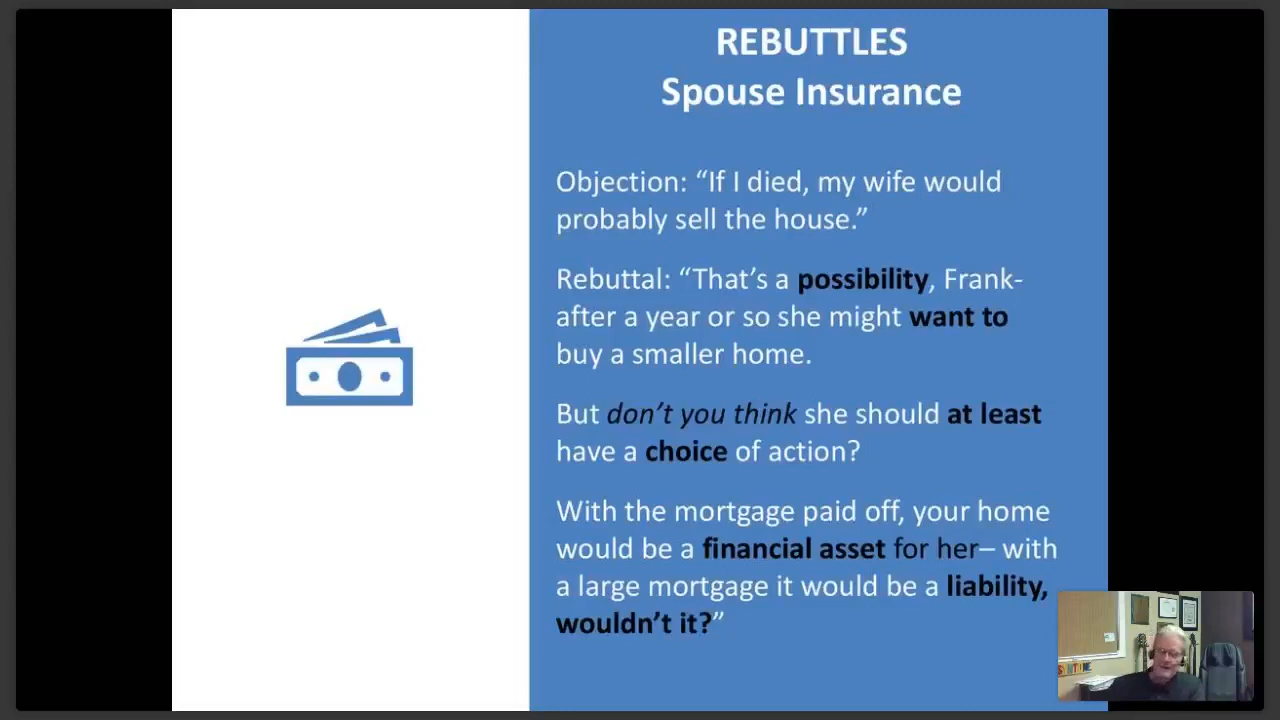 REBUTTLES
Spouse Insurance
Objection: “If I died, my wife would
probably sell the house.”
Rebuttal: “That’s a possibility, Frank-
after a year or so she might want to
buy a smaller home.
But don’t you think she should at least
have a choice of action?
With the mortgage paid off, your home
would be a financial asset for her– with
a large mortgage it would be a liability,
wouldn’t it?”